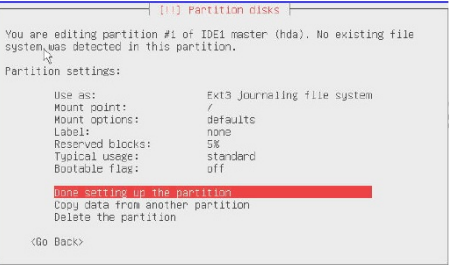 [!!] Partition disks
You are editing partition #1 of IDE1 master (hda). No existing file
system was detected in this partition.
Partition settings:
Use as: Ext3 journaling file system
Mount point: /
Mount options: defaults
Label: none
Reserved blocks: 5%
Typical usage: standard
Bootable flag: off
Done setting up the partition
Copy data from another partition
Delete the partition
<Go Back>